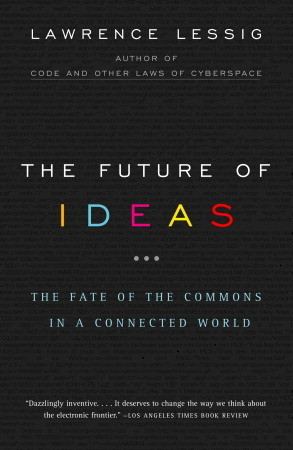 LAWRENCE LESSIG
AUTHOR OF
CODE AND OTHER LAWS OF CYBERSPACE
THE FUTURE OF
IDEAS
THE FATE OF THE COMMONS
IN A CONNECTED WORLD
"Dazzlingly inventive. . . . It deserves to change the way we think about
the electronic frontier." –LOS ANGELES TIMES BOOK REVIEW